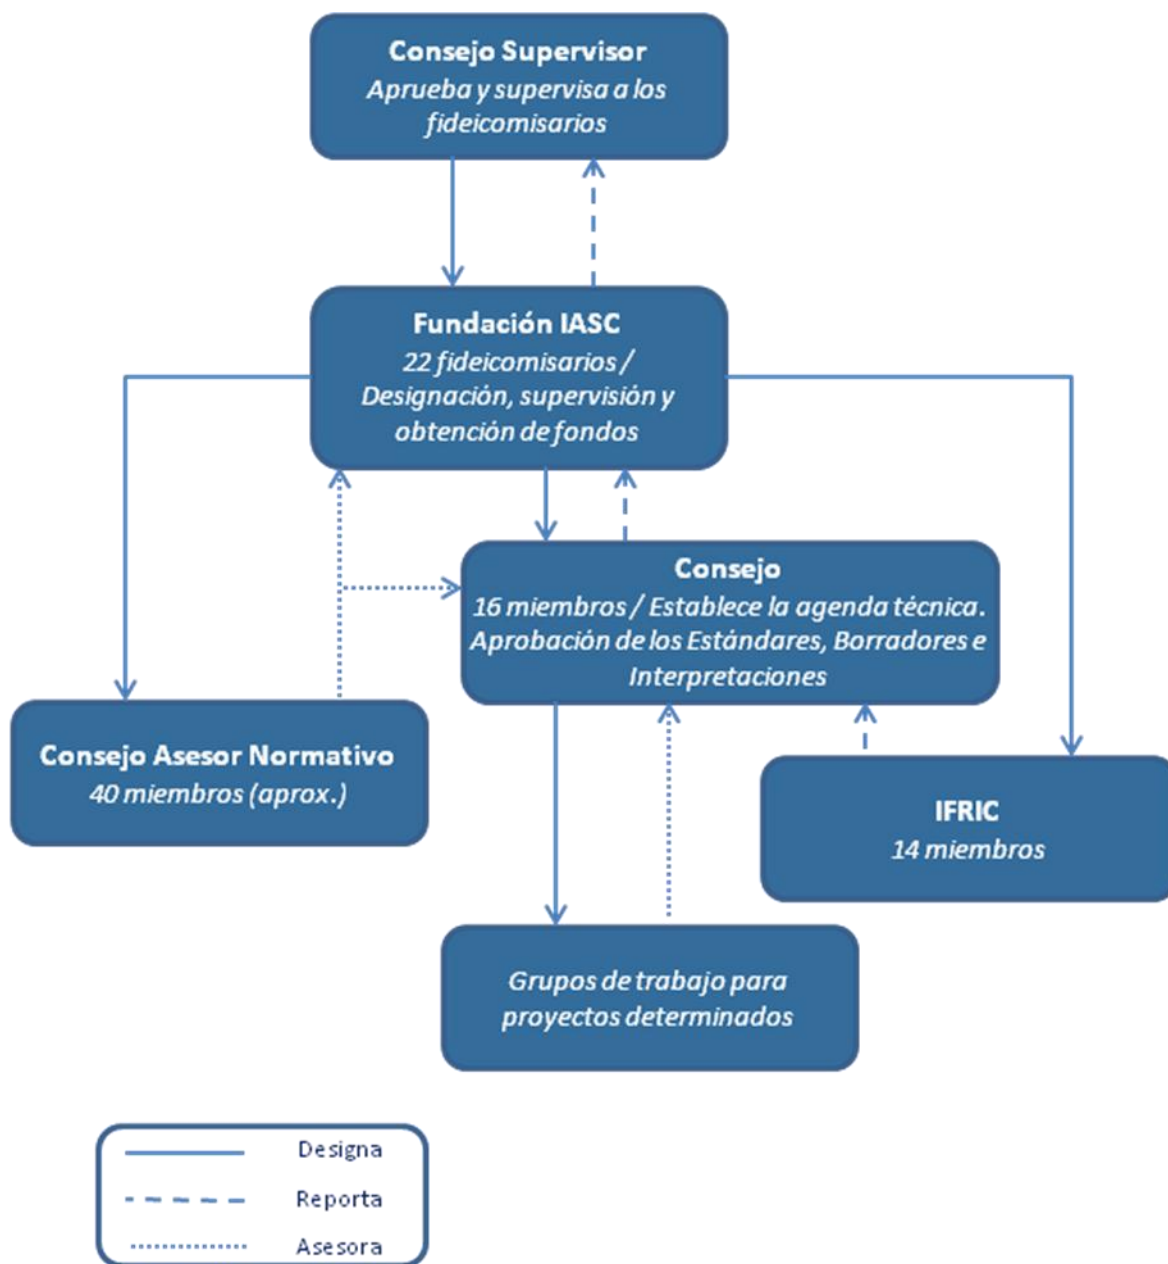 Consejo Supervisor
Aprueba y supervisa a los
fideicomisarios
Fundación IASC
22 fideicomisarios /
Designación, supervisión y
obtención de fondos
Consejo
16 miembros / Establece la agenda técnica.
Aprobación de los Estándares, Borradores e
Interpretaciones
Consejo Asesor Normativo
40 miembros (aprox.)
IFRIC
14 miembros
Grupos de trabajo para
proyectos determinados
Designa
Reporta
Asesora